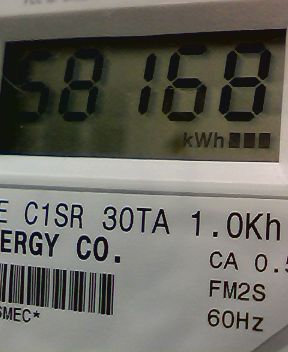 58168
kWh
E C1SR 30TA 1.0Kh
ERGY CO.
CA 0.5
FM2S
SMEC*
60Hz